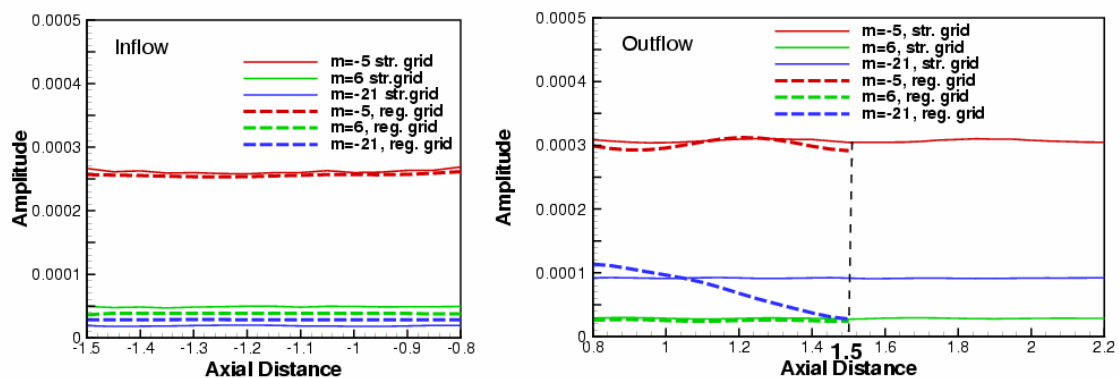 0.0005
0.0004
0.0003
0.0002
0.0001
0
Amplitude
Inflow
m=-5 str. grid
m=6 str.grid
m=-21 str.grid
m=-5, reg. grid
m=6, reg. grid
m=-21, reg. grid
-1.5 -1.4 -1.3 -1.2 -1.1 -1 -0.9 -0.8
Axial Distance
0.0005
0.0004
0.0003
0.0002
0.0001
0
Amplitude
Outflow
m=-5, str. grid
m=6, str. grid
m=-21, str. grid
m=-5, reg. grid
m=6, reg. grid
m=-21, reg. grid
0.8 1 1.2 1.4 1.5 1.6 1.8 2 2.2
Axial Distance